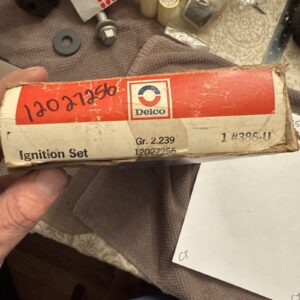 12027256
Delco
Gr. 2.239
1 #386-U
Ignition Set
12027256